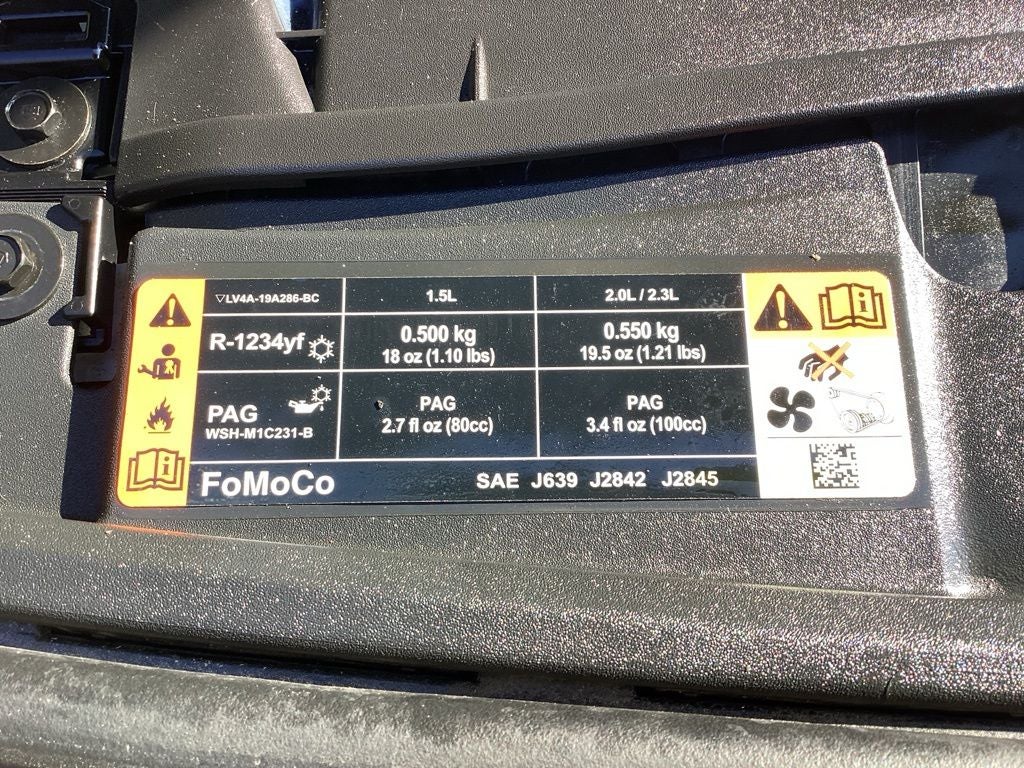 ▽LV4A-19A286-BC 1.5L 2.0L / 2.3L
R-1234yf 0.500 kg 0.550 kg
18 oz (1.10 lbs) 19.5 oz (1.21 lbs)
PAG PAG PAG
WSH-M1C231-B 2.7 fl oz (80cc) 3.4 fl oz (100cc)
FoMoCo SAE J639 J2842 J2845